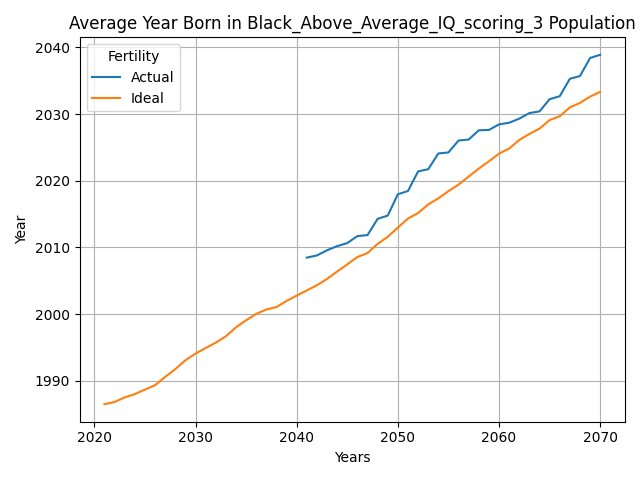 Average Year Born in Black_Above_Average_IQ_scoring_3 Population
Fertility
Actual
Ideal
2040
2030
2020
2010
2000
1990
Year
2020 2030 2040 2050 2060 2070
Years